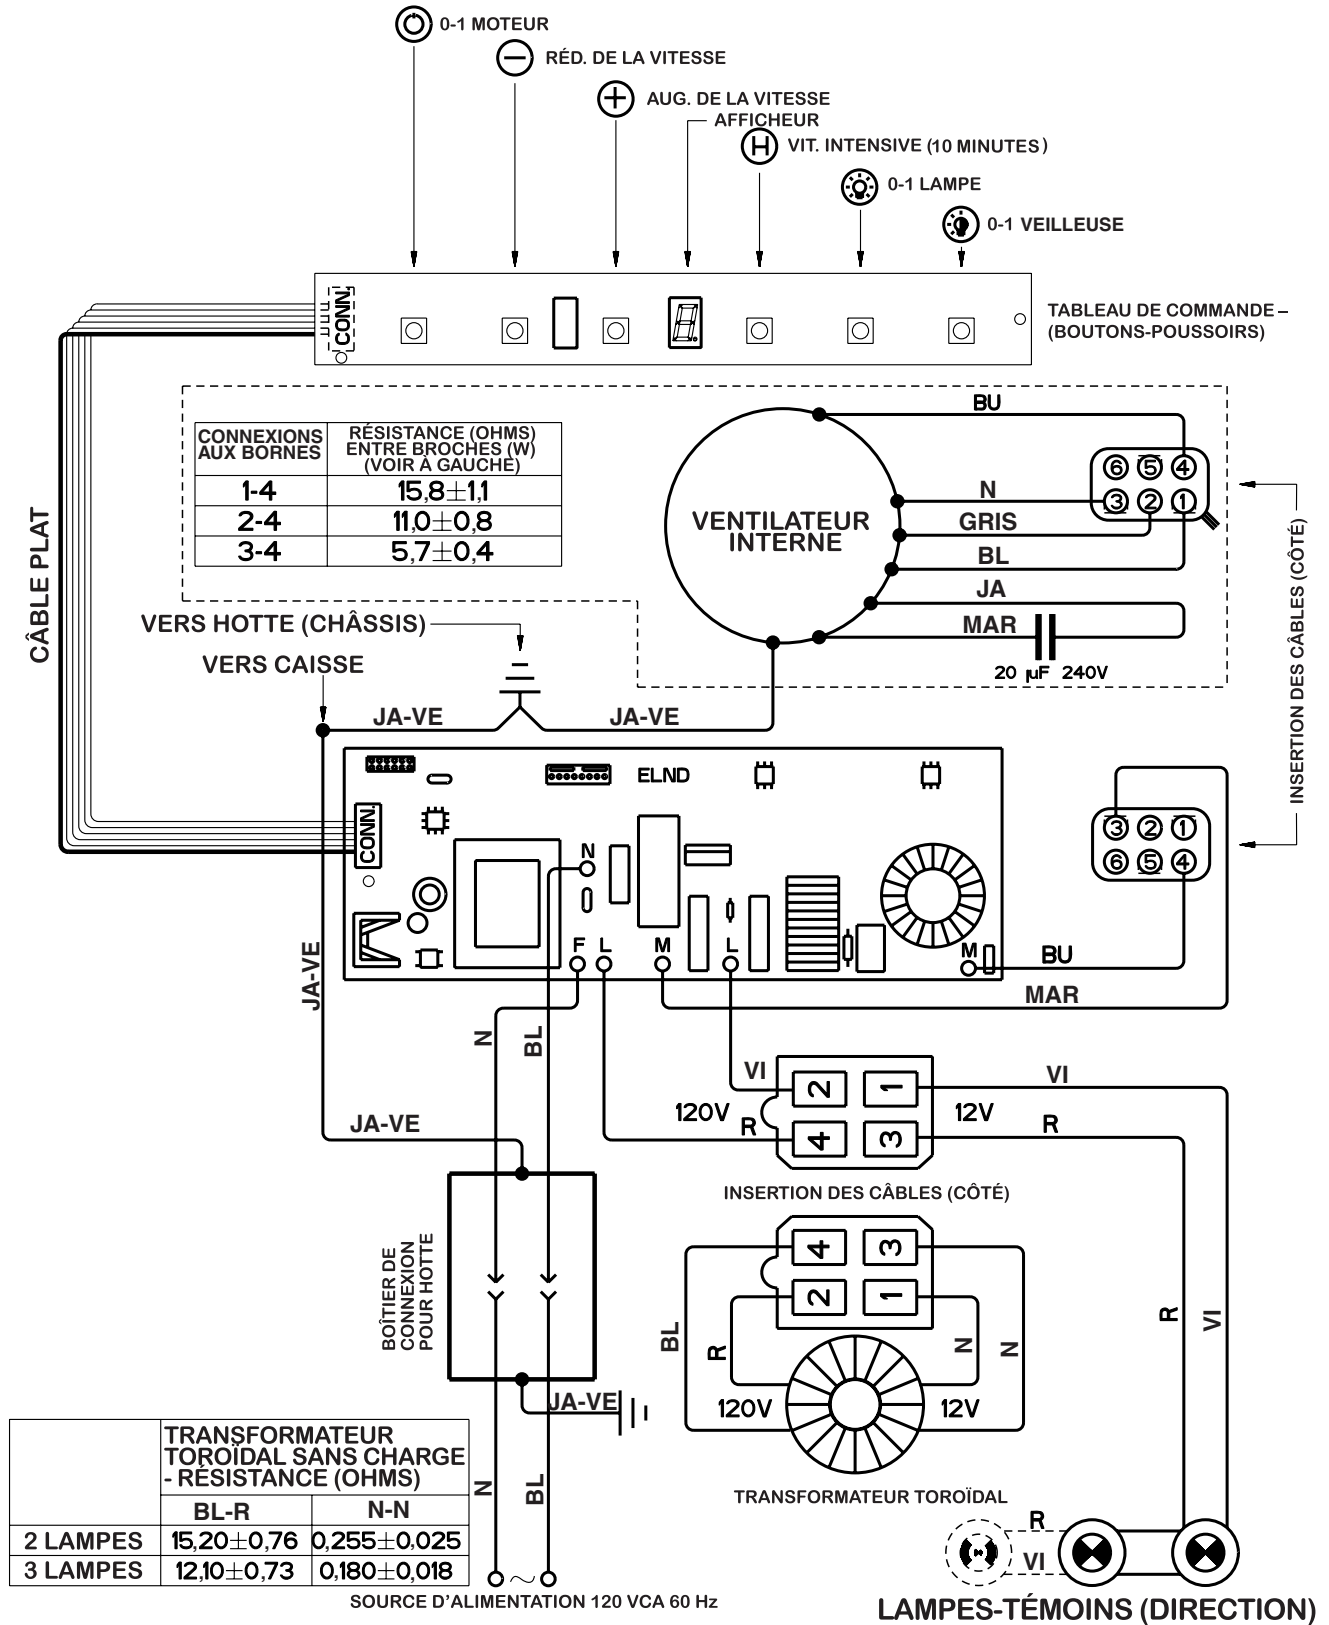 0-1 MOTEUR
RÉD. DE LA VITESSE
AUG. DE LA VITESSE
AFFICHEUR
H VIT. INTENSIVE (10 MINUTES)
0-1 LAMPE
0-1 VEILLEUSE
CONN.
TABLEAU DE COMMANDE –
(BOUTONS-POUSSOIRS)
CÂBLE PLAT
CONNEXIONS AUX BORNES
RÉSISTANCE (OHMS)
ENTRE BROCHES (W)
(VOIR À GAUCHE)
1-4 15,8±1,1
2-4 11,0±0,8
3-4 5,7±0,4
VENTILATEUR
INTERNE
BU
N
GRIS
BL
JA
MAR
20 µF 240V
6 5 4
3 2 1
INSERTION DES CÂBLES (CÔTÉ)
VERS HOTTE (CHÂSSIS)
VERS CAISSE
JA-VE JA-VE
ELND
CONN.
N
F L M L M
3 2 1
6 5 4
BU
MAR
JA-VE
N
BL
VI
R
120V
2 1
4 3
12V
VI
R
INSERTION DES CÂBLES (CÔTÉ)
JA-VE
BOÎTIER DE
CONNEXION
POUR HOTTE
JA-VE
4 3
2 1
BL
R
N
N
120V 12V
TRANSFORMATEUR TOROÏDAL
R
VI
TRANSFORMATEUR
TOROÏDAL SANS CHARGE
- RÉSISTANCE (OHMS)
BL-R N-N
2 LAMPES 15,20±0,76 0,255±0,025
3 LAMPES 12,10±0,73 0,180±0,018
N
BL
SOURCE D'ALIMENTATION 120 VCA 60 Hz
R
VI
LAMPES-TÉMOINS (DIRECTION)